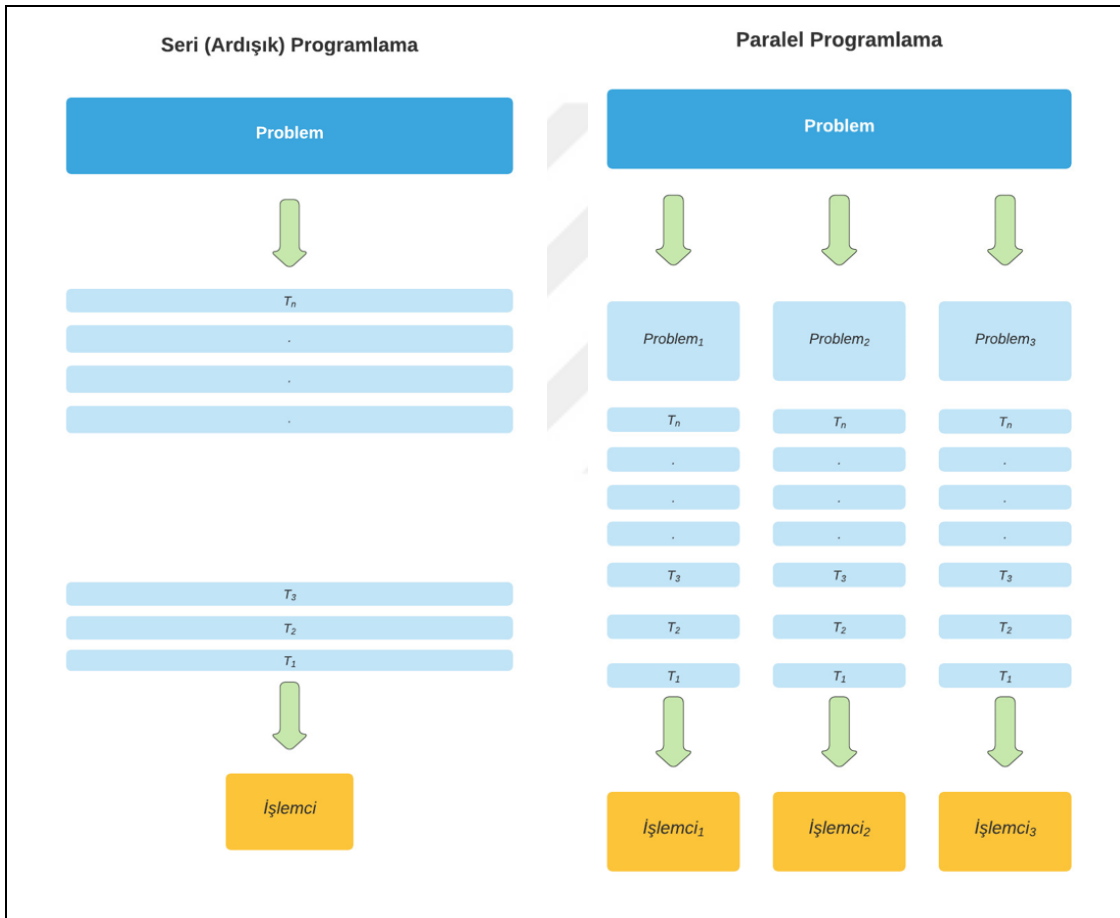 Seri (Ardışık) Programlama
Problem
Tn
.
.
.
T3
T2
T1
İşlemci
Paralel Programlama
Problem
Problem1 Problem2 Problem3
Tn Tn Tn
. . .
. . .
. . .
T3 T3 T3
T2 T2 T2
T1 T1 T1
İşlemci1 İşlemci2 İşlemci3